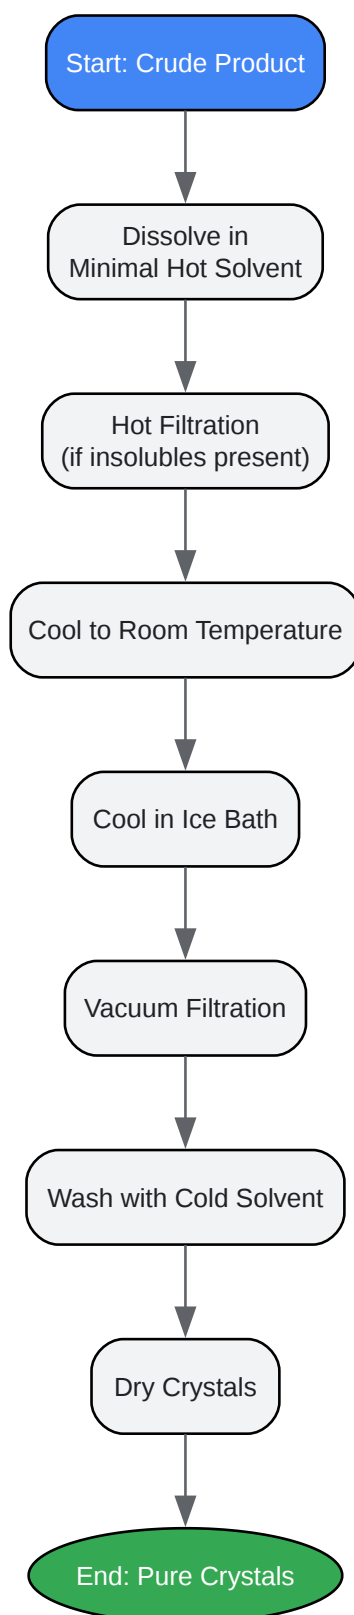 Start: Crude Product
Dissolve in
Minimal Hot Solvent
Hot Filtration
(if insolubles present)
Cool to Room Temperature
Cool in Ice Bath
Vacuum Filtration
Wash with Cold Solvent
Dry Crystals
End: Pure Crystals